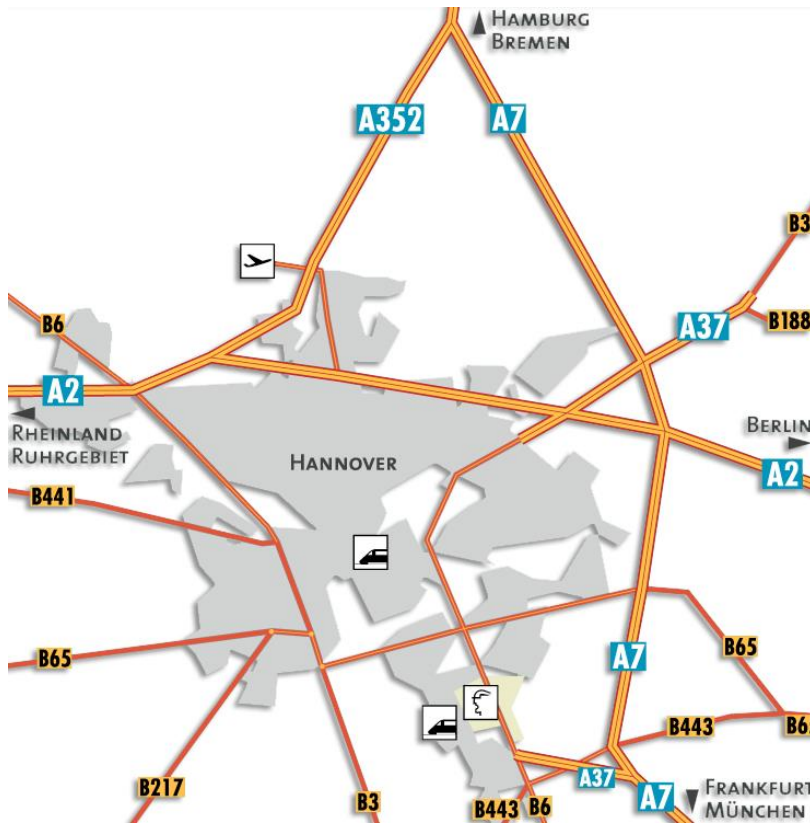 HAMBURG
BREMEN
A352
A7
B3
B6
A37
B188
A2
RHEINLAND
RUHRGEBIET
BERLIN
HANNOVER
A2
B441
B65
A7
B65
B443
B6
A37
B217
B3
B443
B6
A7
FRANKFURT
MÜNCHEN